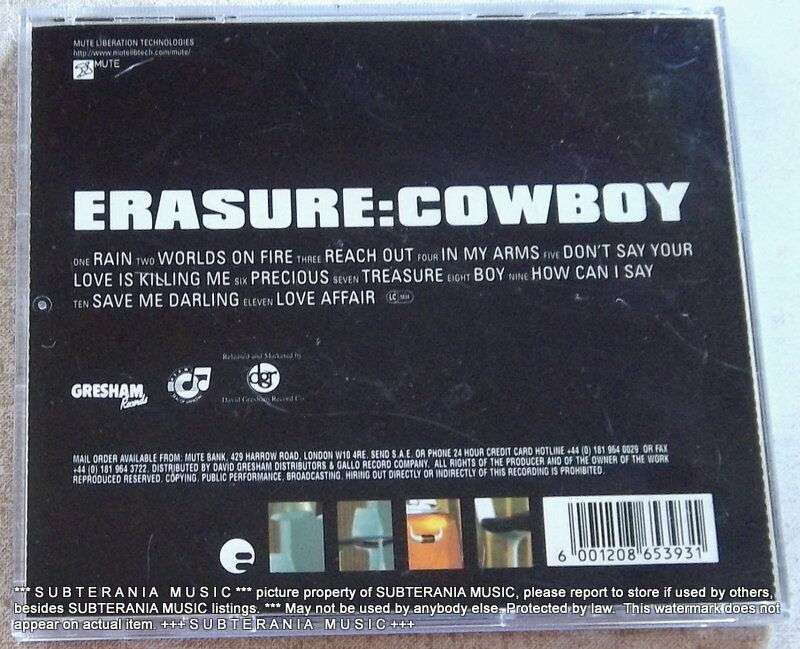 MUTE LIBERATION TECHNOLOGIES
http://www.mutelibtech.com/mute/
MUTE
ERASURE:COWBOY
ONE RAIN TWO WORLDS ON FIRE THREE REACH OUT FOUR IN MY ARMS FIVE DON'T SAY YOUR
LOVE IS KILLING ME SIX PRECIOUS SEVEN TREASURE EIGHT BOY NINE HOW CAN I SAY
TEN SAVE ME DARLING ELEVEN LOVE AFFAIR LC
Released and Marketed by
GRESHAM
Records
dgr
David Gresham Record Co.
MAIL ORDER AVAILABLE FROM: MUTE BANK, 429 HARROW ROAD, LONDON W10 4RE. SEND S.A.E. OR PHONE 24 HOUR CREDIT CARD HOTLINE +44 (0) 181 964 0029 OR FAX
+44 (0) 181 964 3722. DISTRIBUTED BY DAVID GRESHAM DISTRIBUTORS & GALLO RECORD COMPANY. ALL RIGHTS OF THE PRODUCER AND OF THE OWNER OF THE WORK
REPRODUCED RESERVED. COPYING, PUBLIC PERFORMANCE, BROADCASTING. HIRING OUT DIRECTLY OR INDIRECTLY OF THIS RECORDING IS PROHIBITED.
e
6 001208 653931
*** S U B T E R A N I A M U S I C *** picture property of SUBTERANIA MUSIC, please report to store if used by others,
besides SUBTERANIA MUSIC listings. *** May not be used by anybody else. Protected by law. This watermark does not
appear on actual item. +++ S U B T E R A N I A M U S I C +++